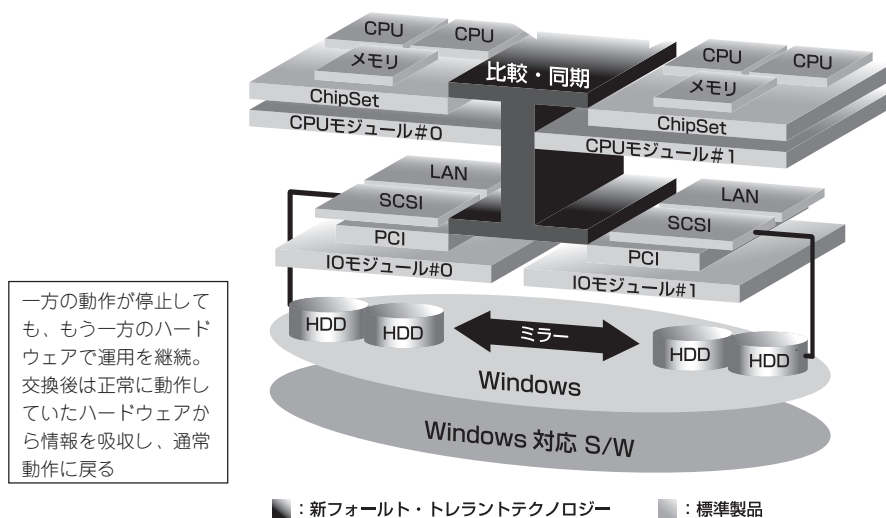 CPU
CPU
メモリ
ChipSet
CPUモジュール#0
比較・同期
CPU
CPU
メモリ
ChipSet
CPUモジュール#1
LAN
SCSI
PCI
IOモジュール#0
LAN
SCSI
PCI
IOモジュール#1
一方の動作が停止して
も、もう一方のハード
ウェアで運用を継続。
交換後は正常に動作し
ていたハードウェアか
ら情報を吸収し、通常
動作に戻る
HDD
HDD
ミラー
HDD
HDD
Windows
Windows 対応 S/W
:新フォールト・トレラントテクノロジー
:標準製品